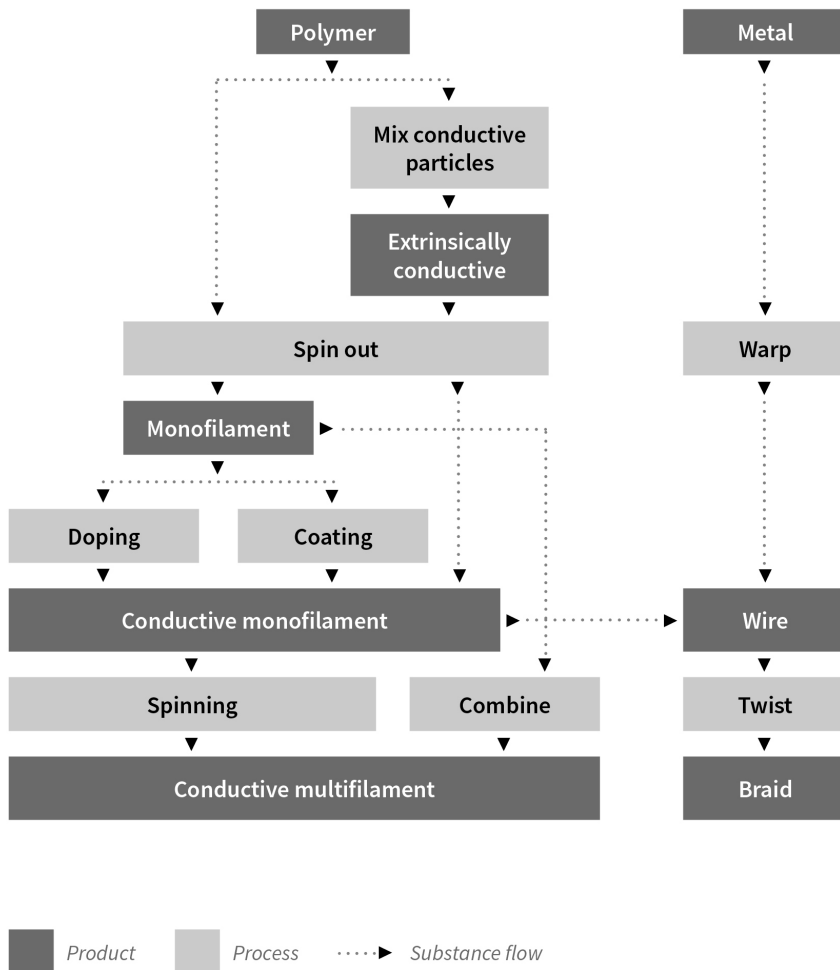 Polymer
Metal
Mix conductive
particles
Extrinsically
conductive
Spin out
Warp
Monofilament
Doping
Coating
Conductive monofilament
Wire
Spinning
Combine
Twist
Conductive multifilament
Braid
Product
Process
Substance flow